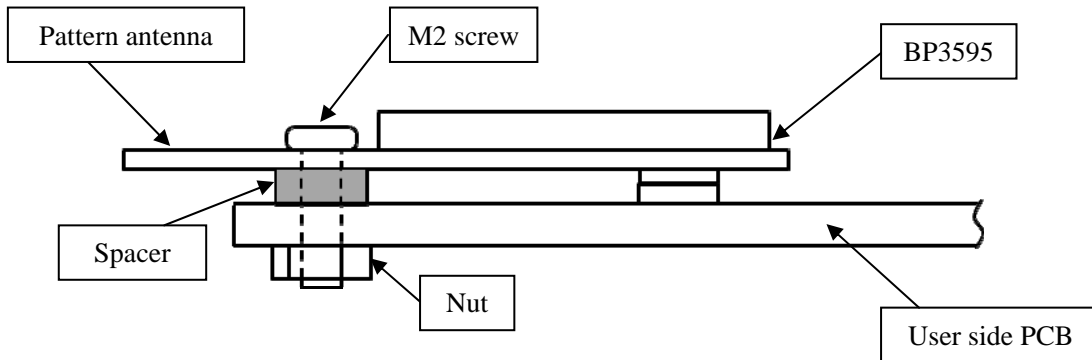 Pattern antenna
M2 screw
BP3595
Spacer
Nut
User side PCB